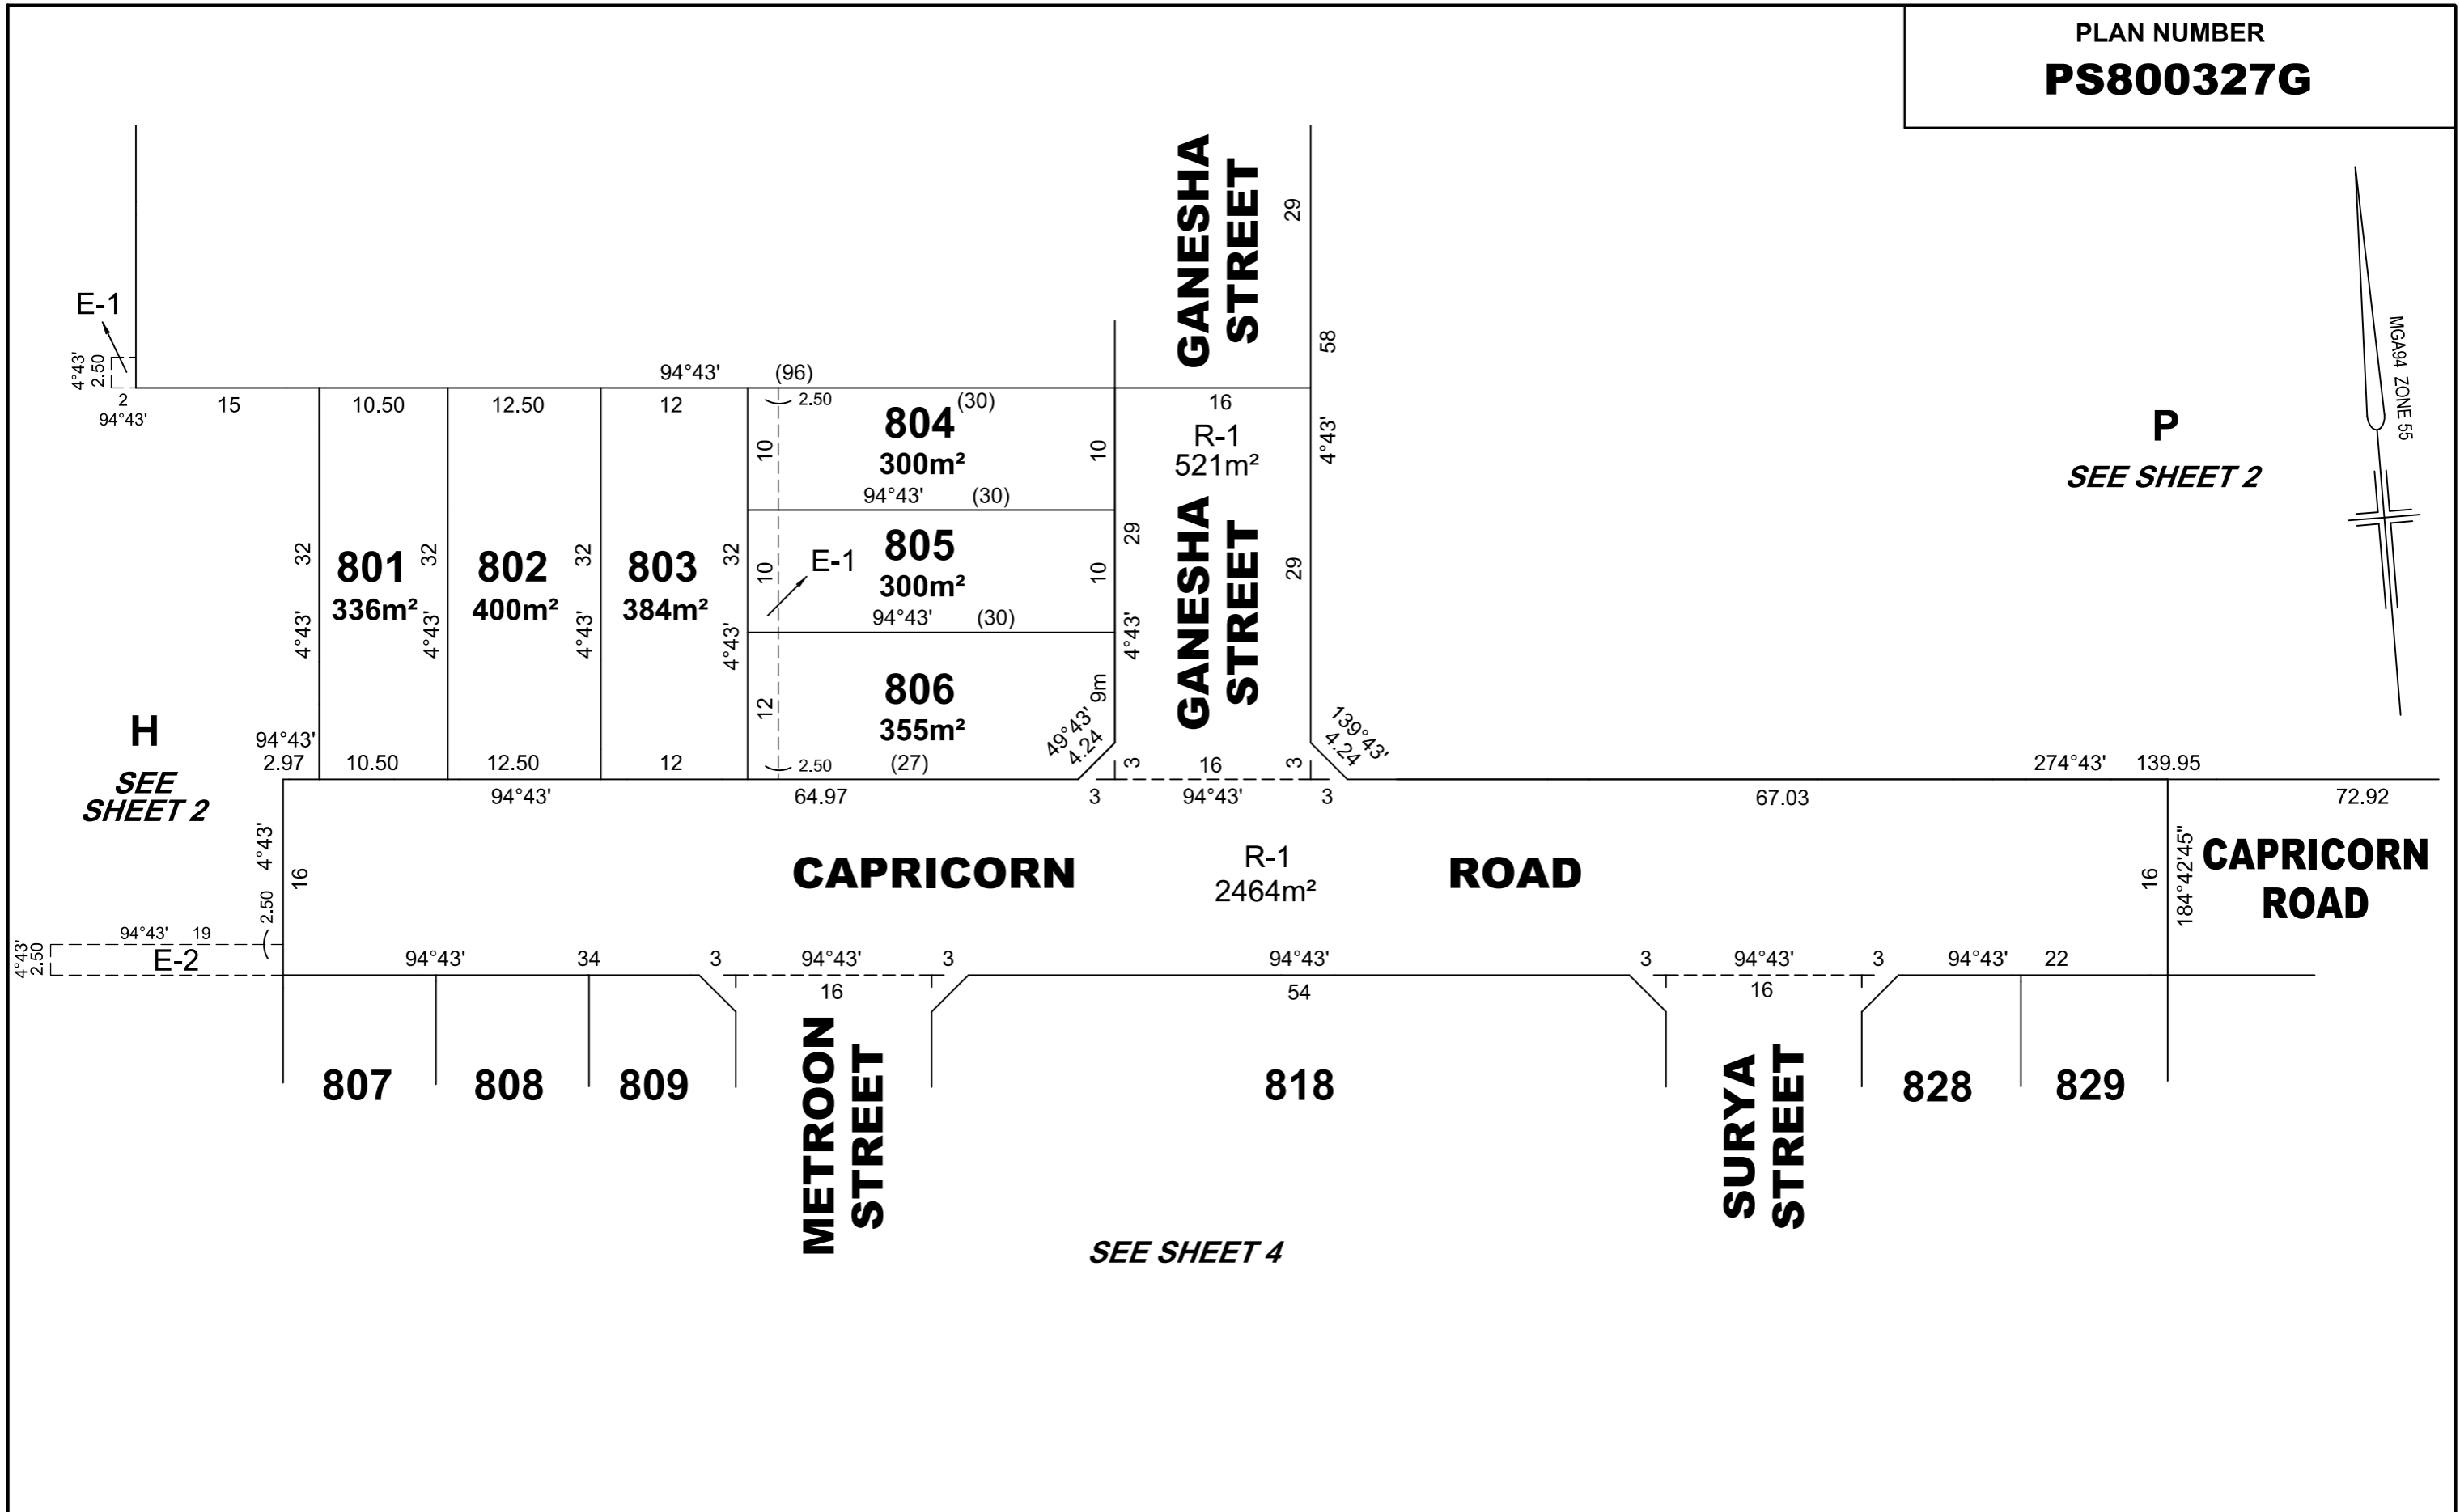 PLAN NUMBER
PS800327G
GANESHA
STREET
29
58
E-1
4°43'
2.50
2
94°43'
94°43'
(96)
15
10.50
12.50
12
2.50
(30)
16
804
300m²
10
10
94°43'
(30)
R-1
521m²
4°43'
P
SEE SHEET 2
MGA94 ZONE 55
32
801
336m²
4°43'
32
802
400m²
4°43'
32
803
384m²
4°43'
32
4°43'
10
E-1
805
300m²
10
94°43'
(30)
29
4°43'
GANESHA
STREET
29
12
806
355m²
9m
49°43'
4.24
139°43'
4.24
H
SEE
SHEET 2
94°43'
2.97
10.50
12.50
12
2.50
(27)
3
16
3
274°43'
139.95
94°43'
64.97
3
94°43'
3
67.03
72.92
4°43'
16
2.50
CAPRICORN
R-1
2464m²
ROAD
16
184°42'45"
CAPRICORN
ROAD
94°43'
19
4°43'
2.50
E-2
94°43'
34
3
94°43'
16
3
94°43'
54
3
94°43'
16
3
94°43'
22
807
808
809
METROON
STREET
818
SURYA
STREET
828
829
SEE SHEET 4